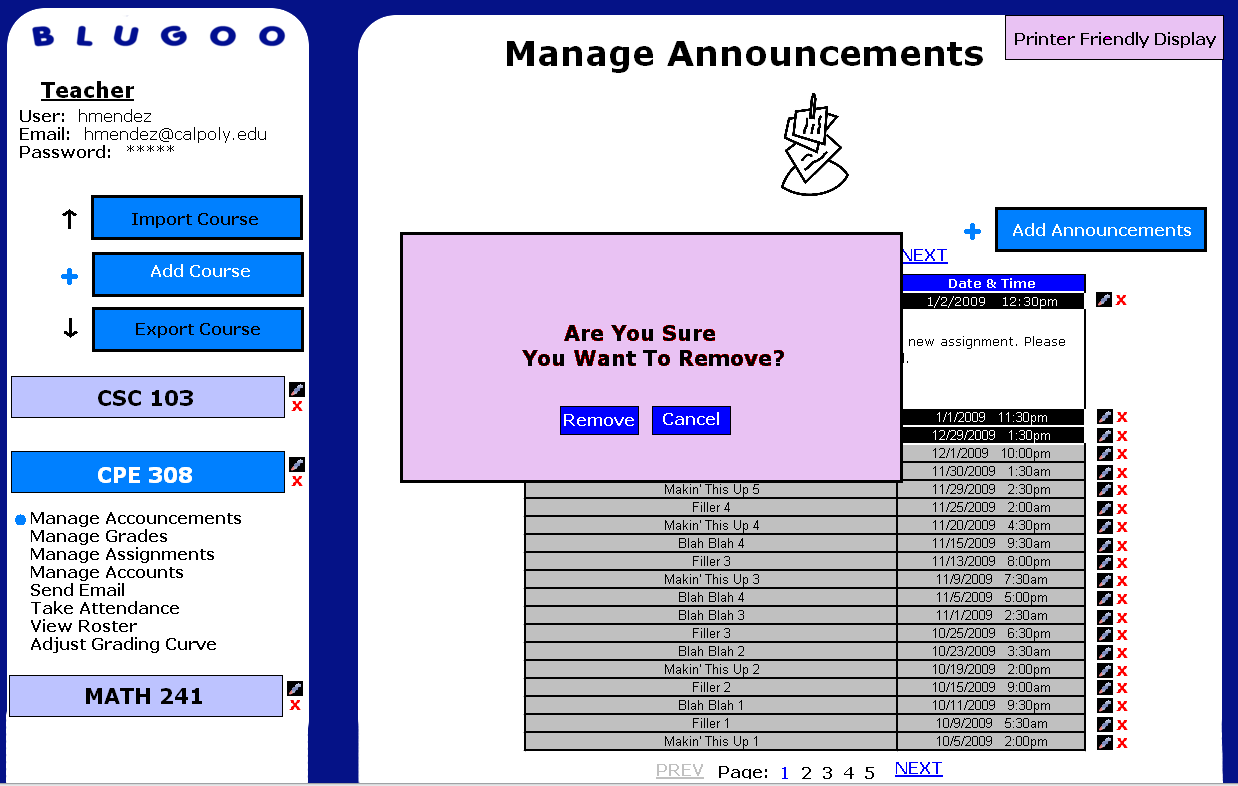 BLUGOO
Teacher
User: hmendez
Email: hmendez@calpoly.edu
Password: *****
↑ Import Course
+ Add Course
↓ Export Course
CSC 103
X
CPE 308
X
Manage Accouncements
Manage Grades
Manage Assignments
Manage Accounts
Send Email
Take Attendance
View Roster
Adjust Grading Curve
MATH 241
X
Manage Announcements
Printer Friendly Display
+ Add Announcements
NEXT
Are You Sure
You Want To Remove?
Remove Cancel
Date & Time
1/2/2009 12:30pm X
new assignment. Please
1/1/2009 11:30pm X
12/29/2009 1:30pm X
12/1/2009 10:00pm X
11/30/2009 1:30am X
Makin' This Up 5 11/29/2009 2:30pm X
Filler 4 11/25/2009 2:00am X
Makin' This Up 4 11/20/2009 4:30pm X
Blah Blah 4 11/15/2009 9:30am X
Filler 3 11/13/2009 8:00pm X
Makin' This Up 3 11/9/2009 7:30am X
Blah Blah 4 11/5/2009 5:00pm X
Blah Blah 3 11/1/2009 2:30am X
Filler 3 10/25/2009 6:30pm X
Blah Blah 2 10/23/2009 3:30am X
Makin' This Up 2 10/19/2009 2:00pm X
Filler 2 10/15/2009 9:00am X
Blah Blah 1 10/11/2009 9:30pm X
Filler 1 10/9/2009 5:30am X
Makin' This Up 1 10/5/2009 2:00pm X
PREV Page: 1 2 3 4 5 NEXT